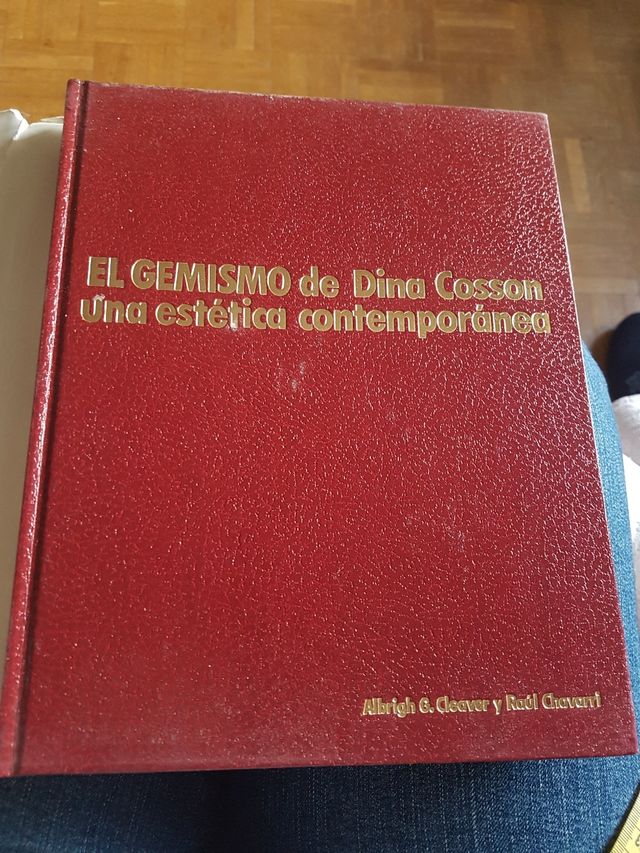 EL GEMISMO de Dina Cosson
una estética contemporánea
Albrigh G. Cleaver y Raúl Chavarri